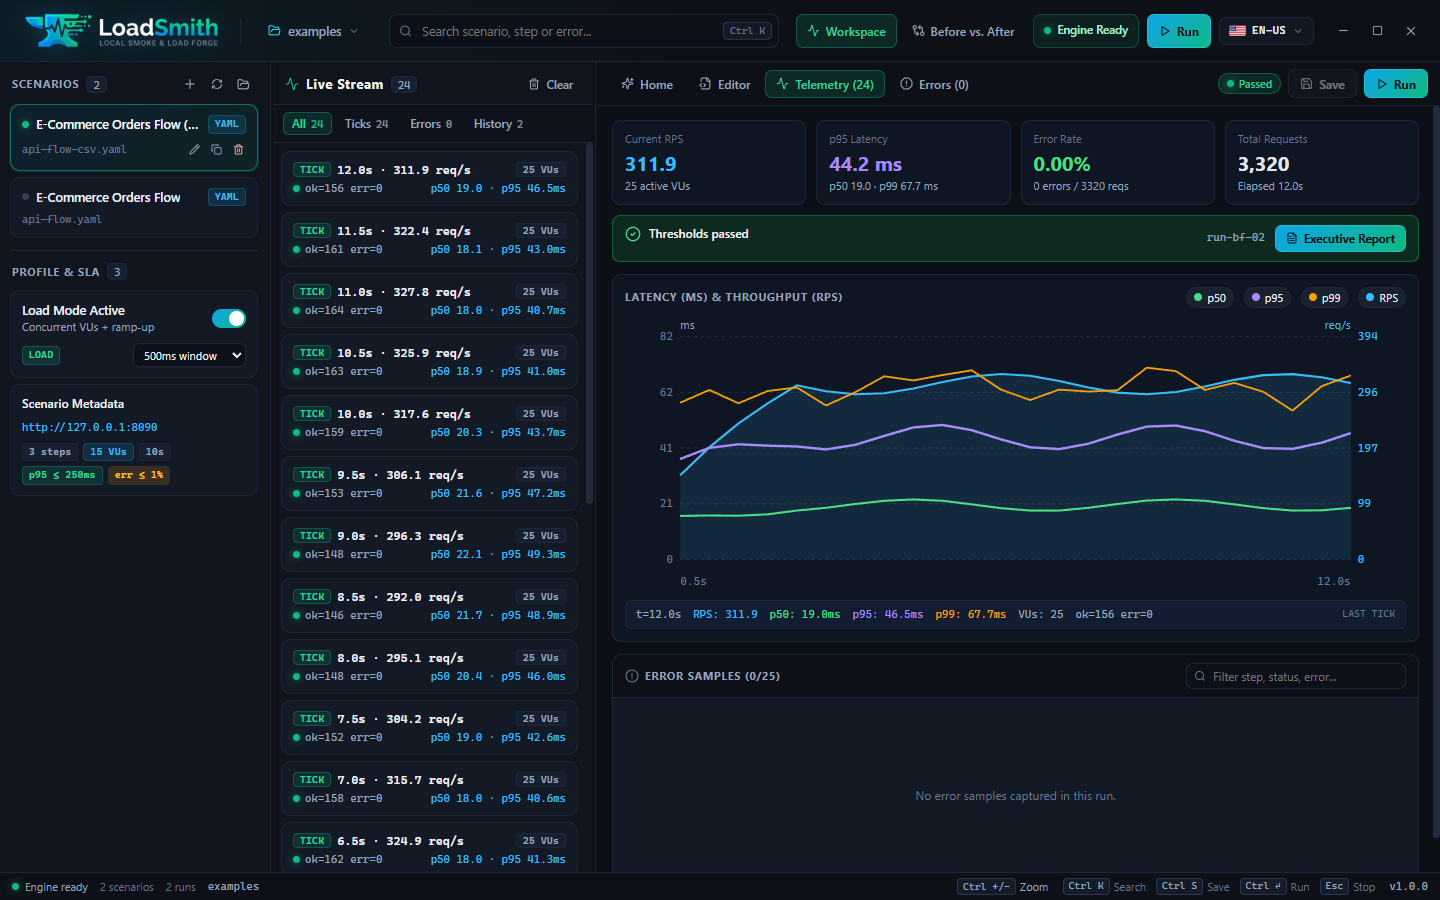 LoadSmith
LOCAL SMOKE & LOAD FORGE
examples
Search scenario, step or error...
Ctrl K
Workspace
Before vs. After
Engine Ready
Run
EN-US
SCENARIOS 2
E-Commerce Orders Flow (... YAML
api-flow-csv.yaml
E-Commerce Orders Flow YAML
api-flow.yaml
PROFILE & SLA 3
Load Mode Active
Concurrent VUs + ramp-up
LOAD 500ms window
Scenario Metadata
http://127.0.0.1:8090
3 steps 15 VUs 10s
p95 ≤ 250ms err ≤ 1%
Live Stream 24 Clear
All 24 Ticks 24 Errors 0 History 2
TICK 12.0s · 311.9 req/s 25 VUs
ok=156 err=0 p50 19.0 · p95 46.5ms
TICK 11.5s · 322.4 req/s 25 VUs
ok=161 err=0 p50 18.1 · p95 43.0ms
TICK 11.0s · 327.8 req/s 25 VUs
ok=164 err=0 p50 18.0 · p95 40.7ms
TICK 10.5s · 325.9 req/s 25 VUs
ok=163 err=0 p50 18.9 · p95 41.0ms
TICK 10.0s · 317.6 req/s 25 VUs
ok=159 err=0 p50 20.3 · p95 43.7ms
TICK 9.5s · 306.1 req/s 25 VUs
ok=153 err=0 p50 21.6 · p95 47.2ms
TICK 9.0s · 296.3 req/s 25 VUs
ok=148 err=0 p50 22.1 · p95 49.3ms
TICK 8.5s · 292.0 req/s 25 VUs
ok=146 err=0 p50 21.7 · p95 48.9ms
TICK 8.0s · 295.1 req/s 25 VUs
ok=148 err=0 p50 20.4 · p95 46.0ms
TICK 7.5s · 304.2 req/s 25 VUs
ok=152 err=0 p50 19.0 · p95 42.6ms
TICK 7.0s · 315.7 req/s 25 VUs
ok=158 err=0 p50 18.0 · p95 40.6ms
TICK 6.5s · 324.9 req/s 25 VUs
ok=162 err=0 p50 18.0 · p95 41.3ms
Home Editor Telemetry (24) Errors (0) Passed Save Run
Current RPS
311.9
25 active VUs
p95 Latency
44.2 ms
p50 19.0 · p99 67.7 ms
Error Rate
0.00%
0 errors / 3320 reqs
Total Requests
3,320
Elapsed 12.0s
Thresholds passed run-bf-02 Executive Report
LATENCY (MS) & THROUGHPUT (RPS) p50 p95 p99 RPS
ms req/s
82 394
62 296
41 197
21 99
0 0
0.5s 12.0s
t=12.0s RPS: 311.9 p50: 19.0ms p95: 46.5ms p99: 67.7ms VUs: 25 ok=156 err=0 LAST TICK
ERROR SAMPLES (0/25) Filter step, status, error...
No error samples captured in this run.
Engine ready 2 scenarios 2 runs examples
Ctrl +/- Zoom Ctrl K Search Ctrl S Save Ctrl ↲ Run Esc Stop v1.0.0